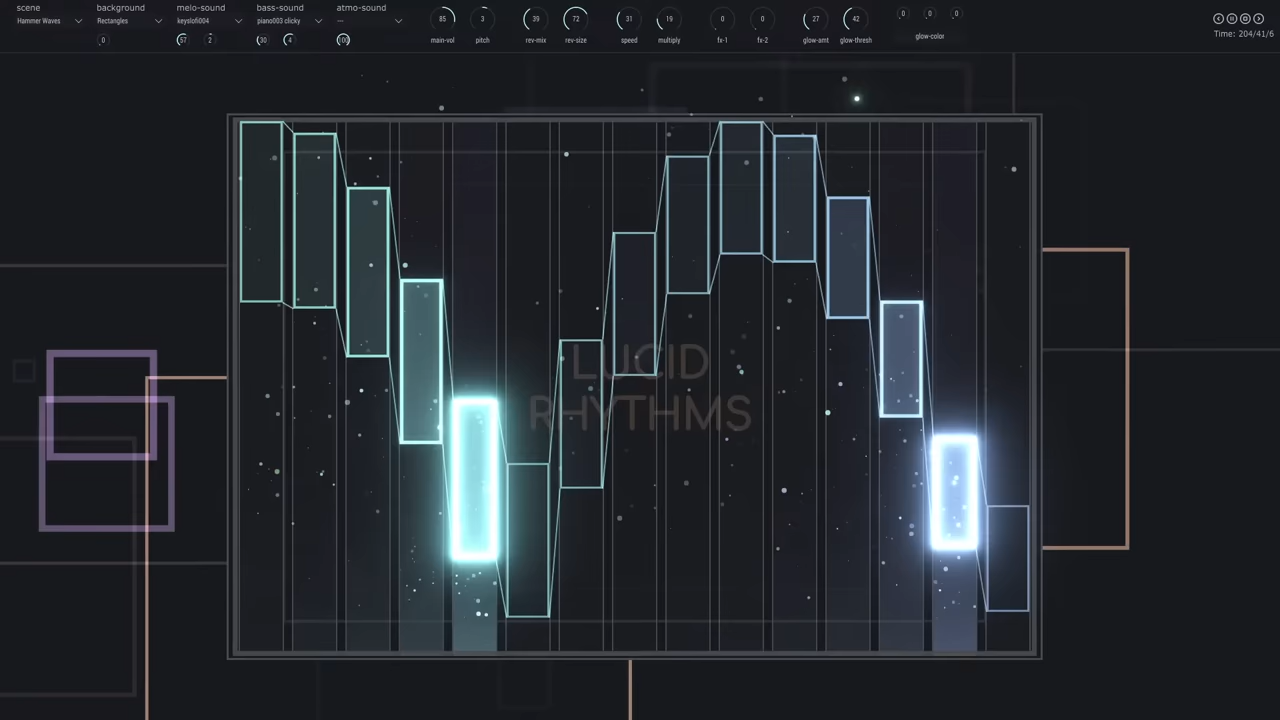 scene
background
melo-sound
bass-sound
atmo-sound
Hammer Waves
Rectangles
keyslofi004
piano003 clicky
---
0
57
2
30
4
100
85
3
39
72
31
19
0
0
27
42
0
0
0
main-vol
pitch
rev-mix
rev-size
speed
multiply
fx-1
fx-2
glow-amt
glow-thresh
glow-color
Time: 204/41/6
LUCID
RHYTHMS